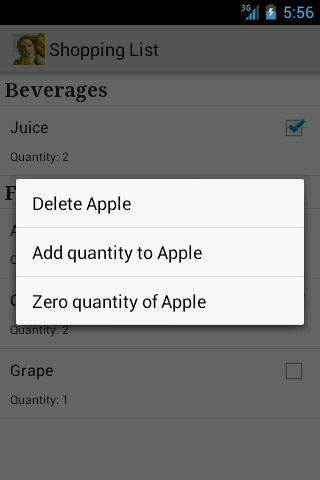 3G 5:56
Shopping List
Beverages
Juice
Quantity: 2
F
Delete Apple
Add quantity to Apple
Zero quantity of Apple
Quantity: 2
Grape
Quantity: 1